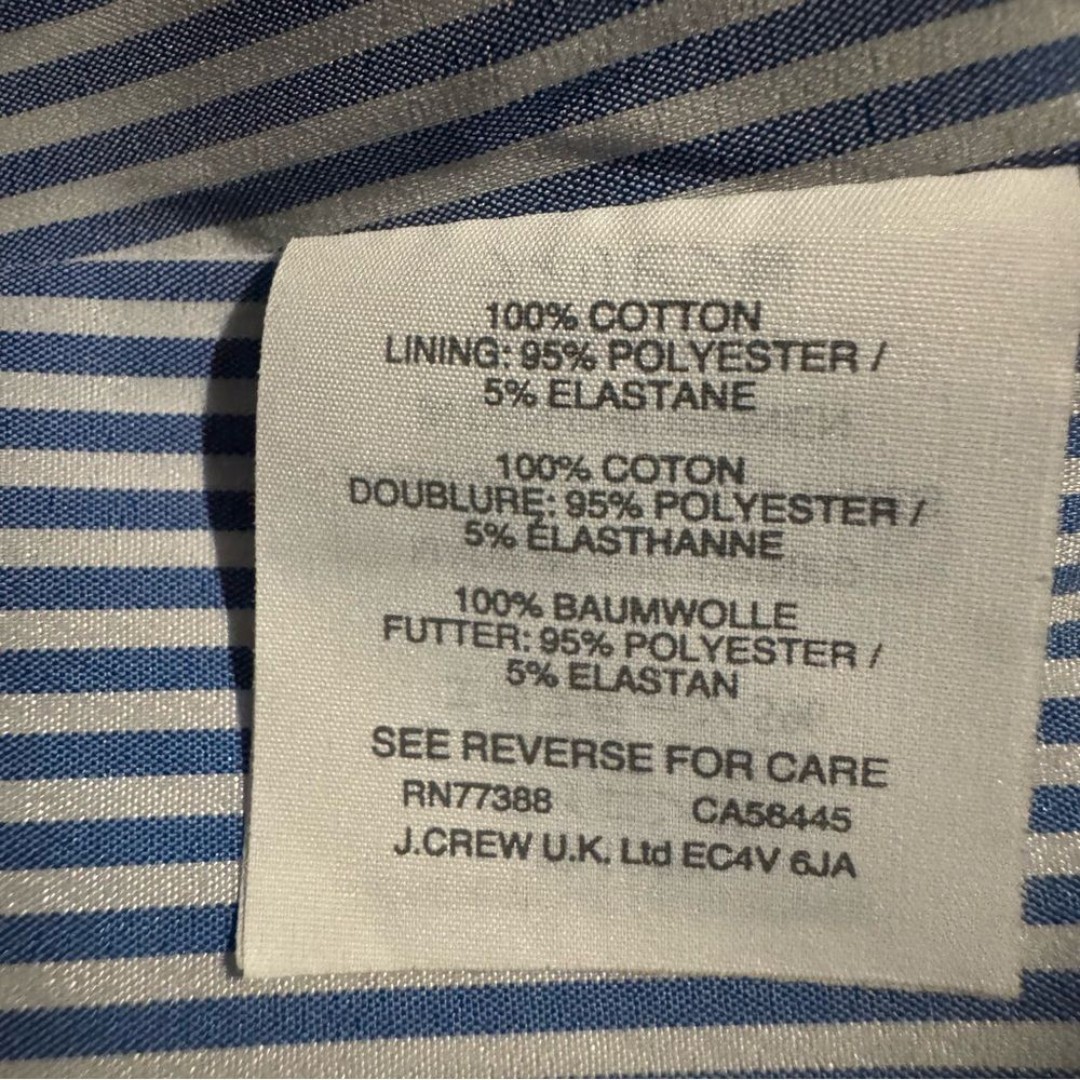 100% COTTON
LINING: 95% POLYESTER /
5% ELASTANE
100% COTON
DOUBLURE: 95% POLYESTER /
5% ÉLASTHANNE
100% BAUMWOLLE
FUTTER: 95% POLYESTER /
5% ELASTAN
SEE REVERSE FOR CARE
RN77388 CA58445
J.CREW U.K. Ltd EC4V 6JA